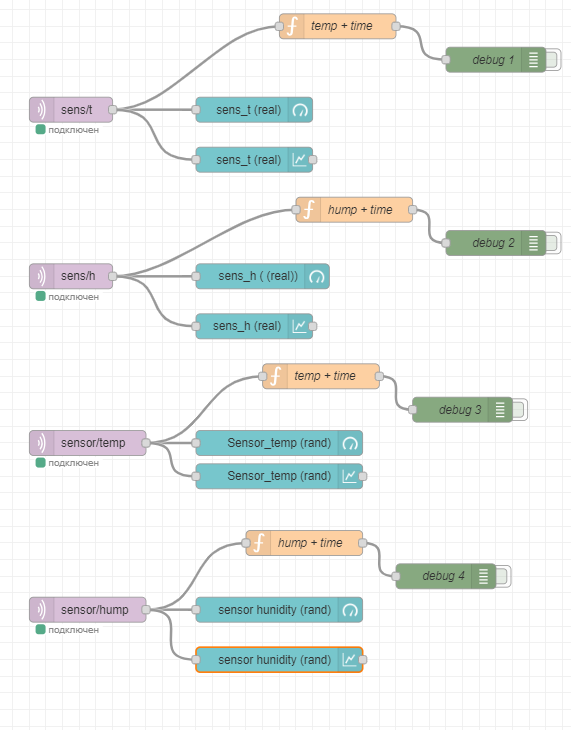 temp + time
debug 1
sens/t
sens_t (real)
подключен
sens_t (real)
hump + time
debug 2
sens/h
sens_h ( (real))
подключен
sens_h (real)
temp + time
debug 3
sensor/temp
Sensor_temp (rand)
подключен
Sensor_temp (rand)
hump + time
debug 4
sensor/hump
sensor hunidity (rand)
подключен
sensor hunidity (rand)